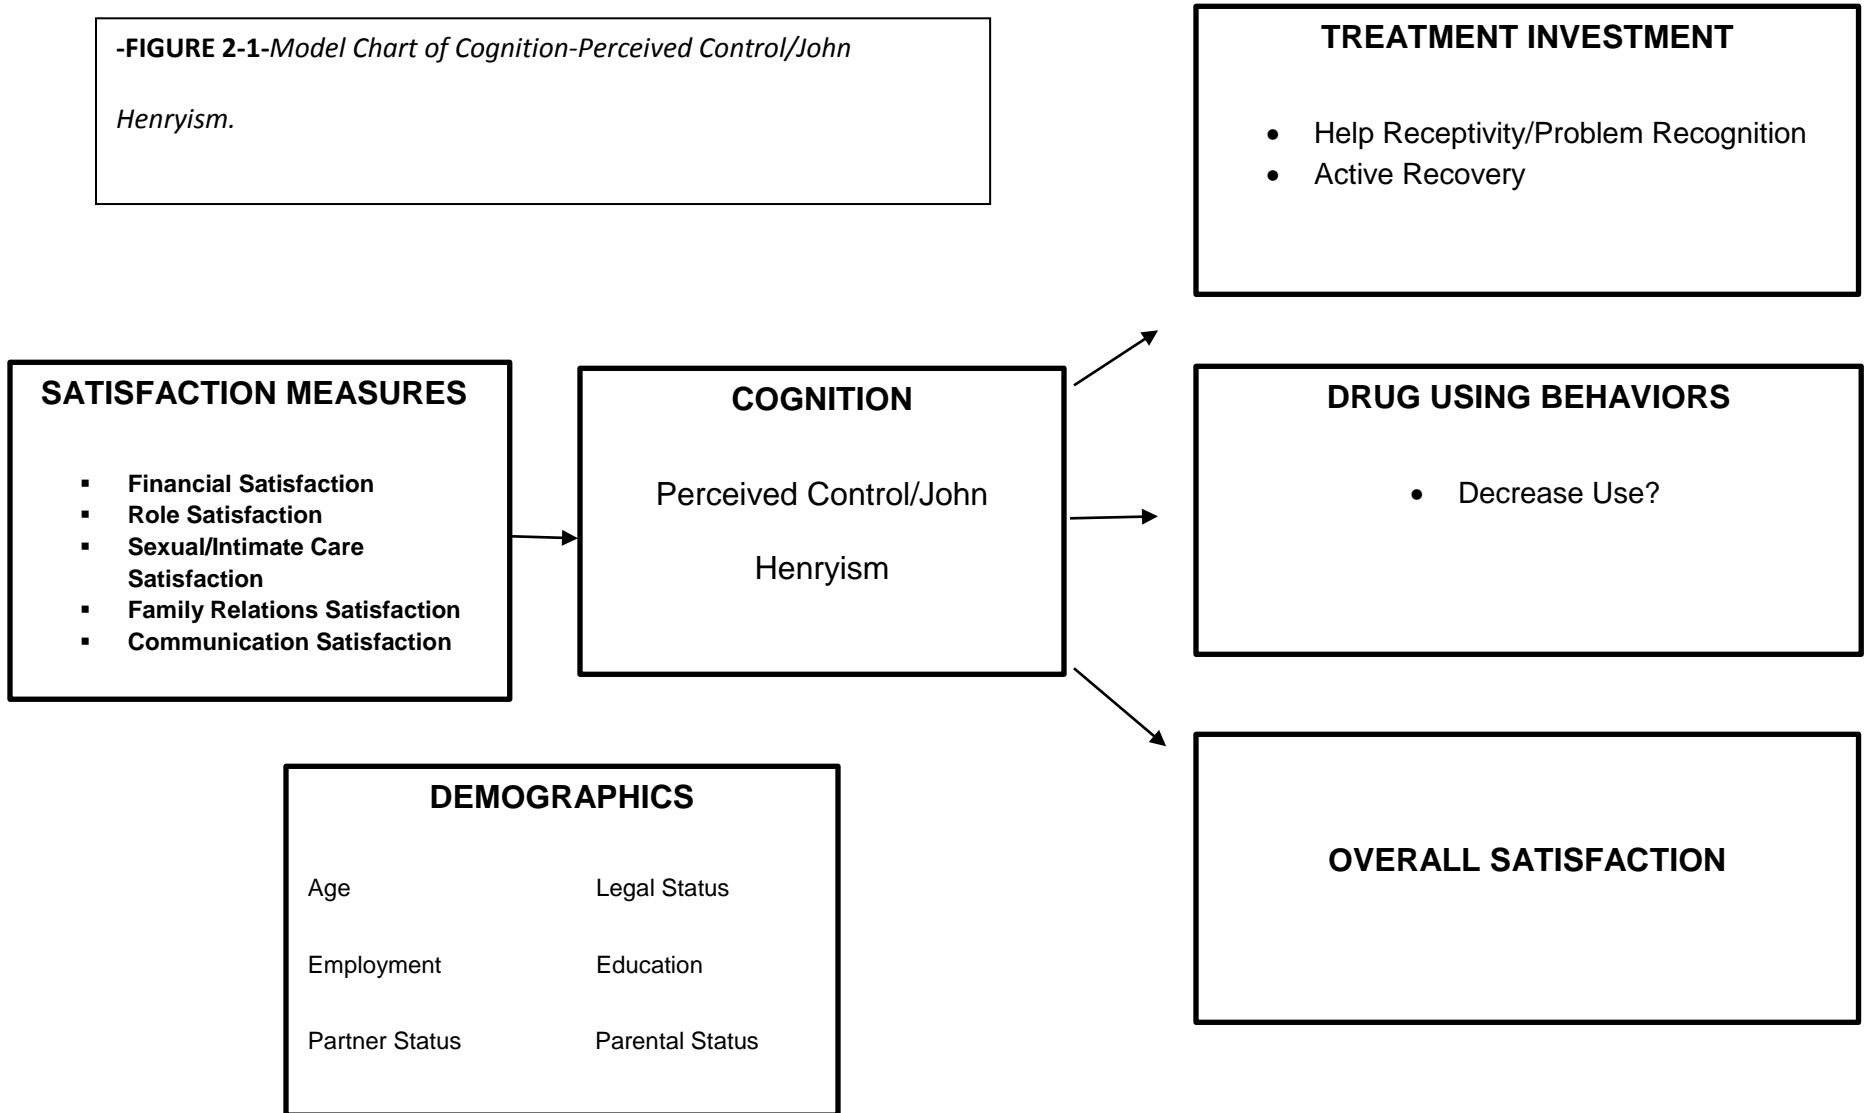 -FIGURE 2-1-Model Chart of Cognition-Perceived Control/John
Henryism.
TREATMENT INVESTMENT
• Help Receptivity/Problem Recognition
• Active Recovery
SATISFACTION MEASURES
▪ Financial Satisfaction
▪ Role Satisfaction
▪ Sexual/Intimate Care
Satisfaction
▪ Family Relations Satisfaction
▪ Communication Satisfaction
COGNITION
Perceived Control/John
Henryism
DRUG USING BEHAVIORS
• Decrease Use?
DEMOGRAPHICS
Age Legal Status
Employment Education
Partner Status Parental Status
OVERALL SATISFACTION